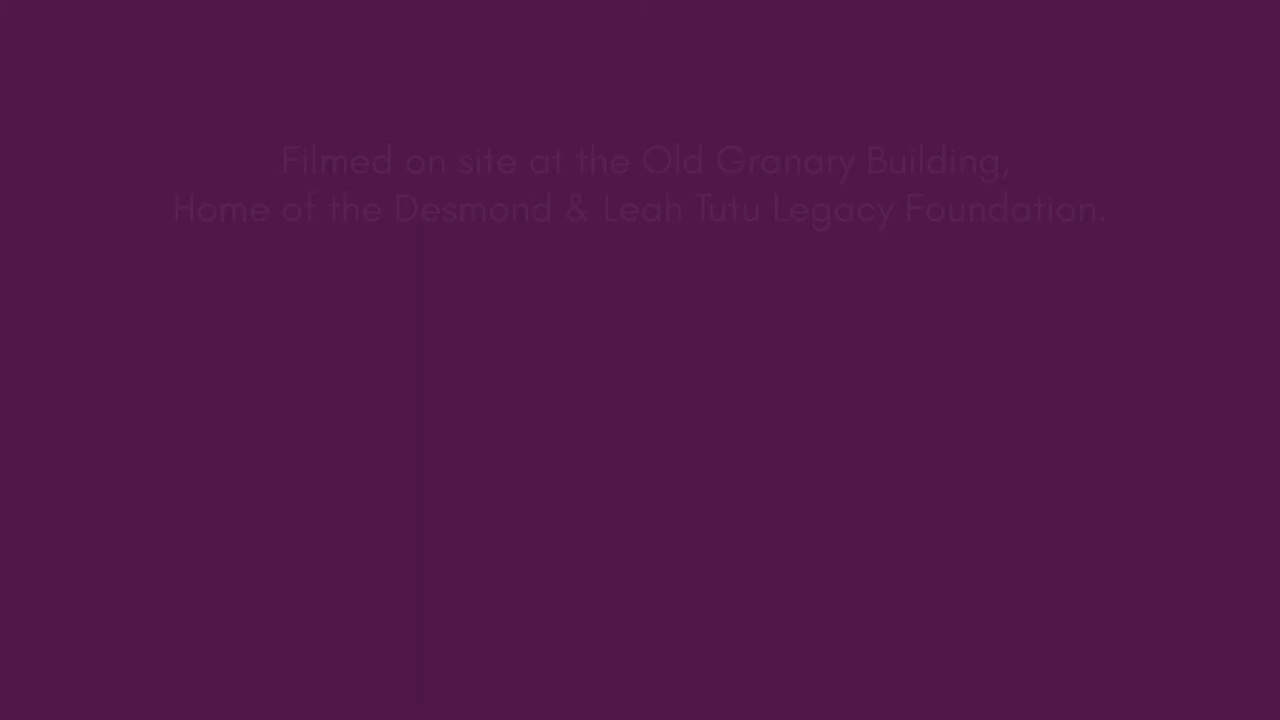 Filmed on site at the Old Granary Building,
Home of the Desmond & Leah Tutu Legacy Foundation.